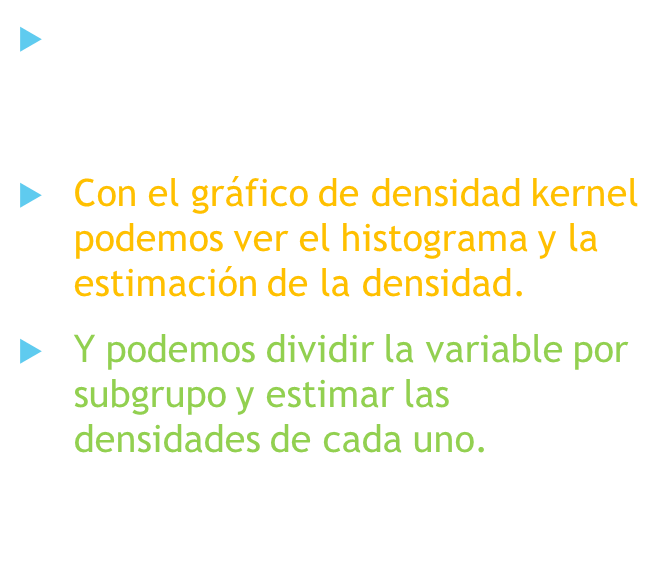 Con el gráfico de densidad kernel
podemos ver el histograma y la
estimación de la densidad.
Y podemos dividir la variable por
subgrupo y estimar las
densidades de cada uno.